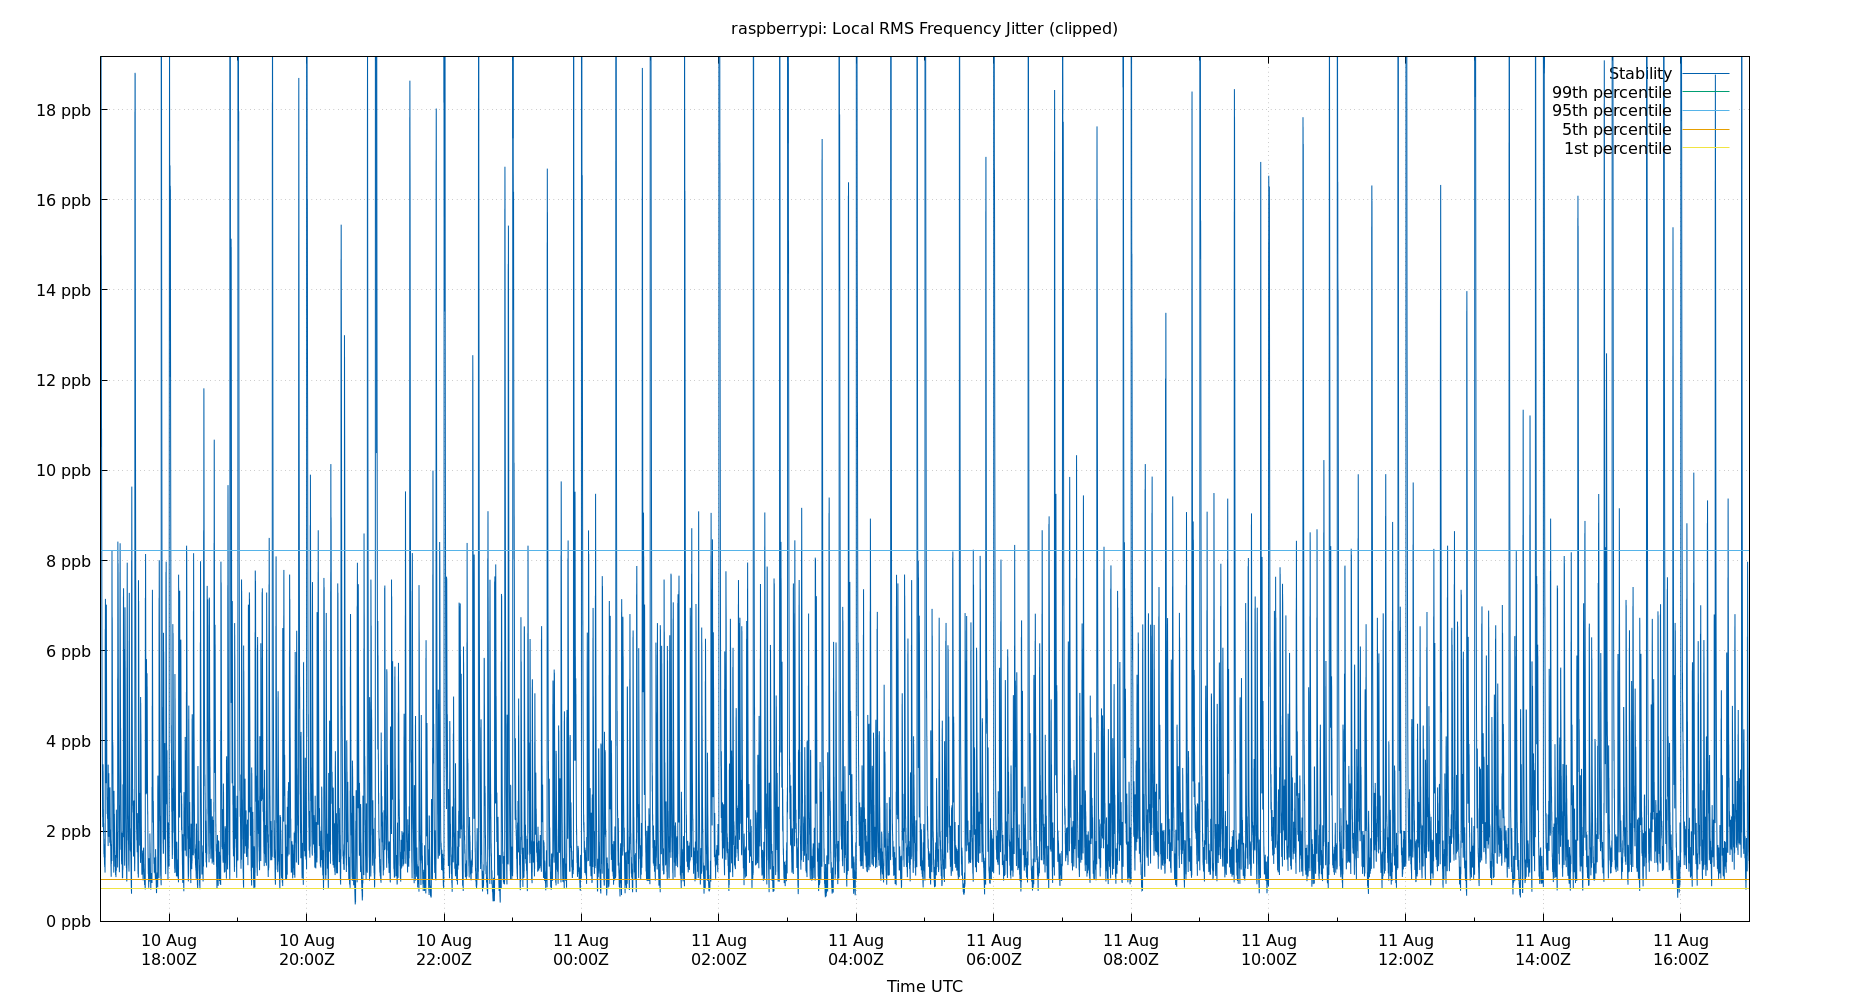 raspberrypi: Local RMS Frequency Jitter (clipped)
Stability
99th percentile
95th percentile
5th percentile
1st percentile
18 ppb
16 ppb
14 ppb
12 ppb
10 ppb
8 ppb
6 ppb
4 ppb
2 ppb
0 ppb
10 Aug 10 Aug 10 Aug 11 Aug 11 Aug 11 Aug 11 Aug 11 Aug 11 Aug 11 Aug 11 Aug 11 Aug
18:00Z 20:00Z 22:00Z 00:00Z 02:00Z 04:00Z 06:00Z 08:00Z 10:00Z 12:00Z 14:00Z 16:00Z
Time UTC